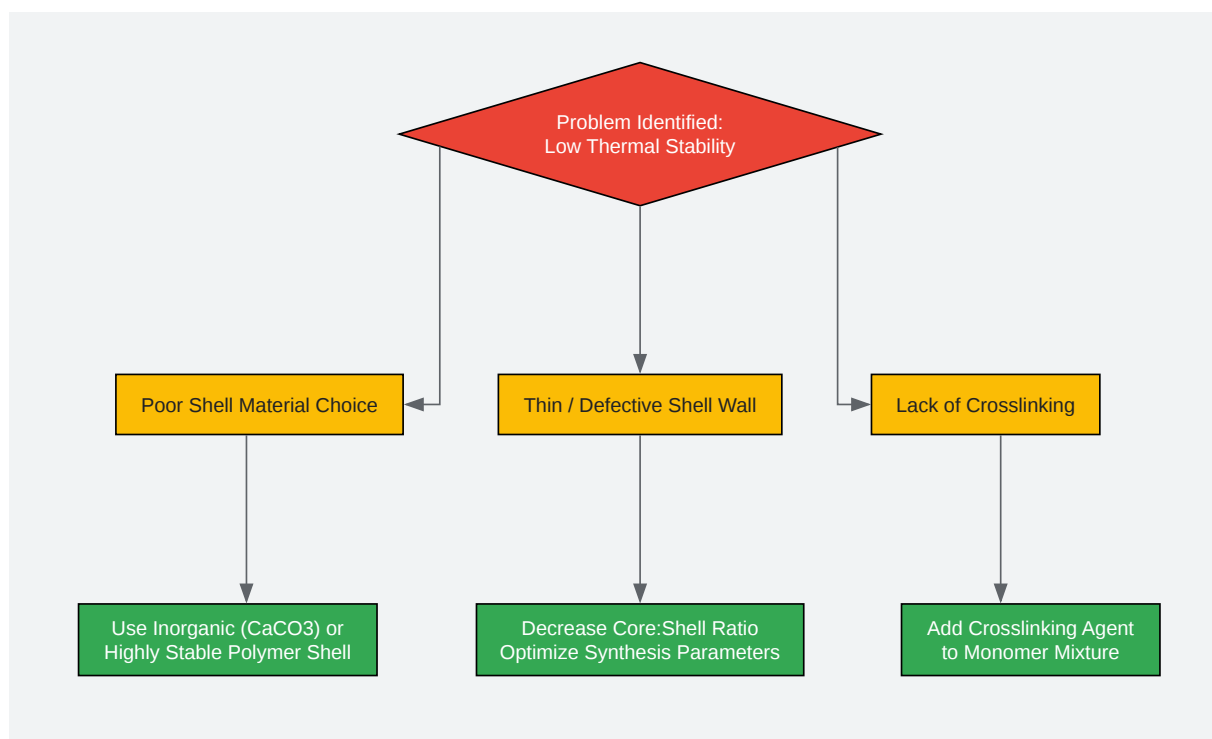 Problem Identified:
Low Thermal Stability
Poor Shell Material Choice
Thin / Defective Shell Wall
Lack of Crosslinking
Use Inorganic (CaCO3) or
Highly Stable Polymer Shell
Decrease Core:Shell Ratio
Optimize Synthesis Parameters
Add Crosslinking Agent
to Monomer Mixture